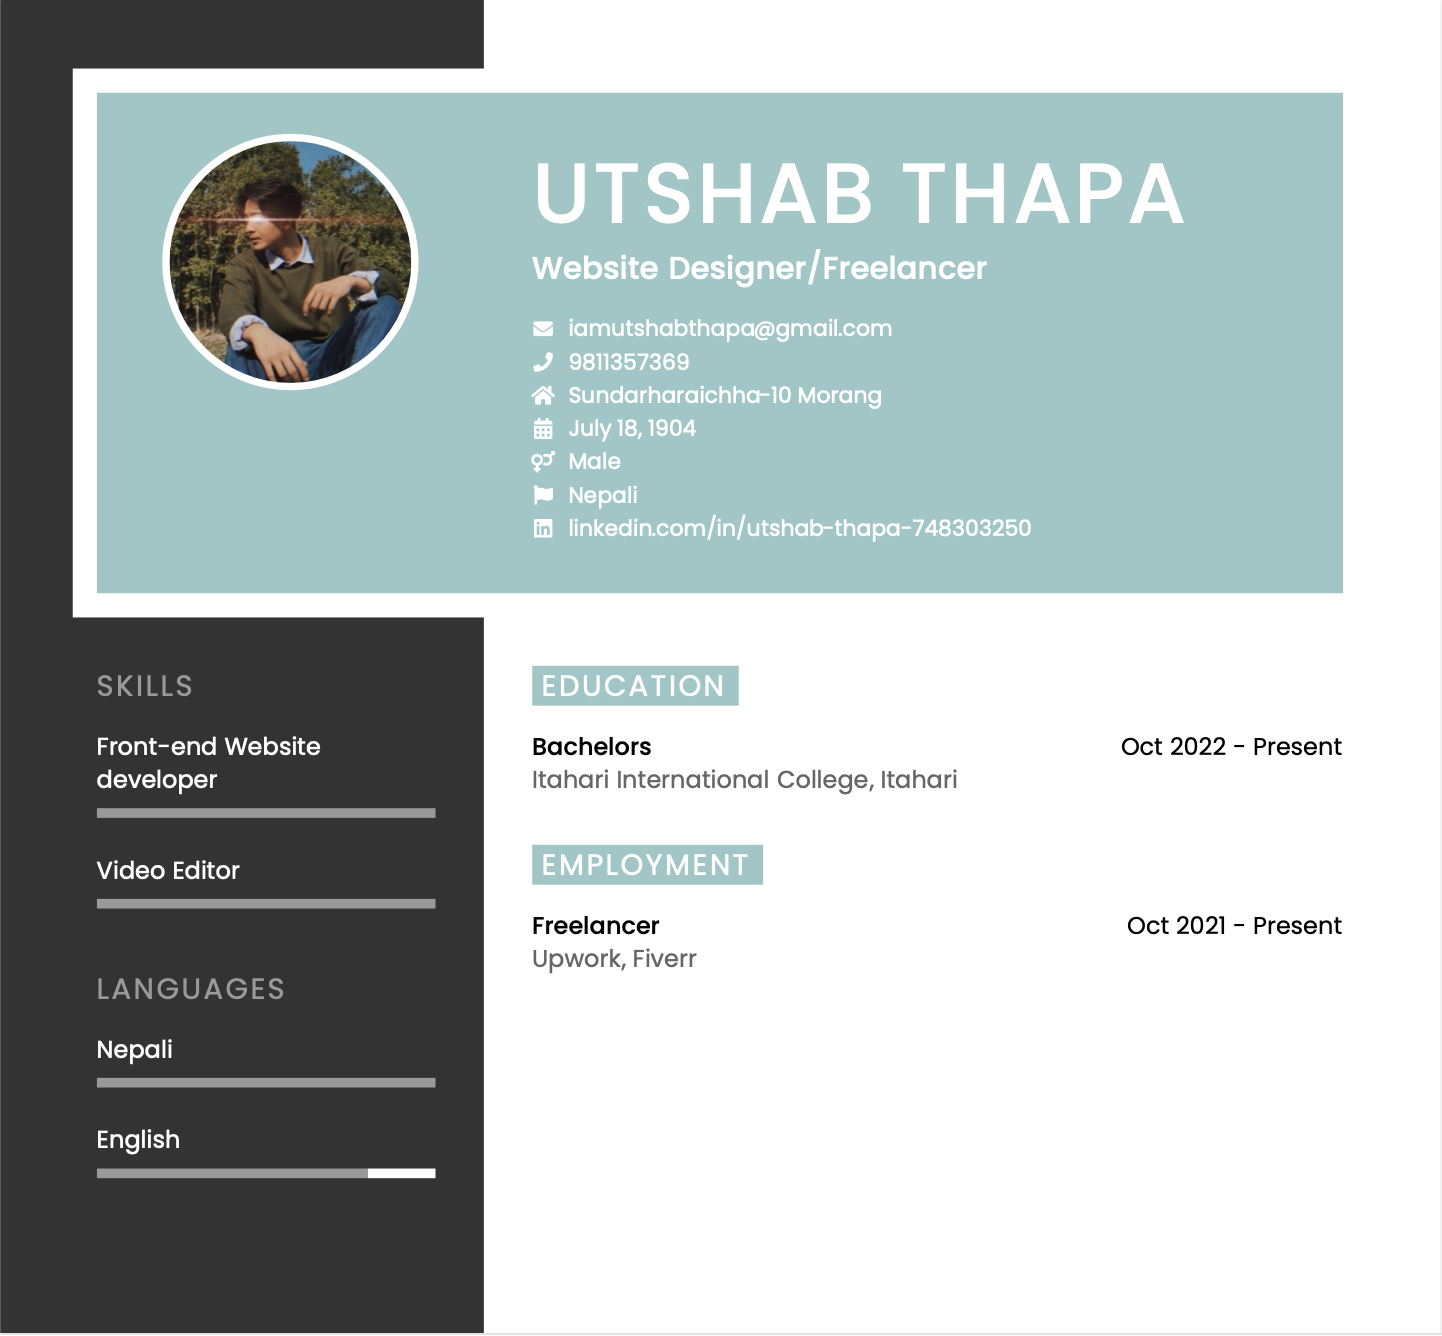 UTSHAB THAPA
Website Designer/Freelancer
iamutshabthapa@gmail.com
9811357369
Sundarharaichha-10 Morang
July 18, 1904
Male
Nepali
linkedin.com/in/utshab-thapa-748303250
SKILLS
Front-end Website
developer
Video Editor
LANGUAGES
Nepali
English
EDUCATION
Bachelors Oct 2022 - Present
Itahari International College, Itahari
EMPLOYMENT
Freelancer Oct 2021 - Present
Upwork, Fiverr